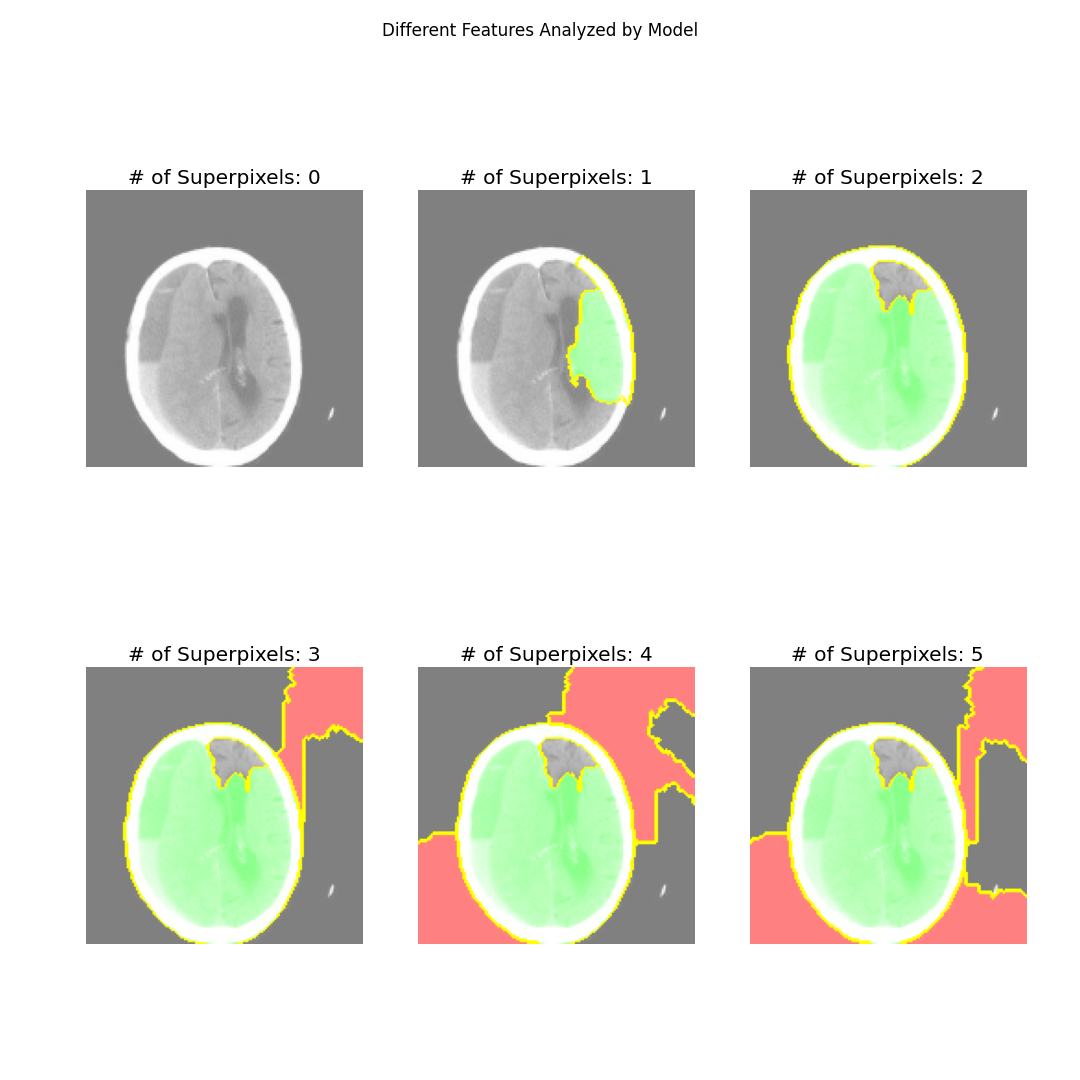 Different Features Analyzed by Model
# of Superpixels: 0
# of Superpixels: 1
# of Superpixels: 2
# of Superpixels: 3
# of Superpixels: 4
# of Superpixels: 5